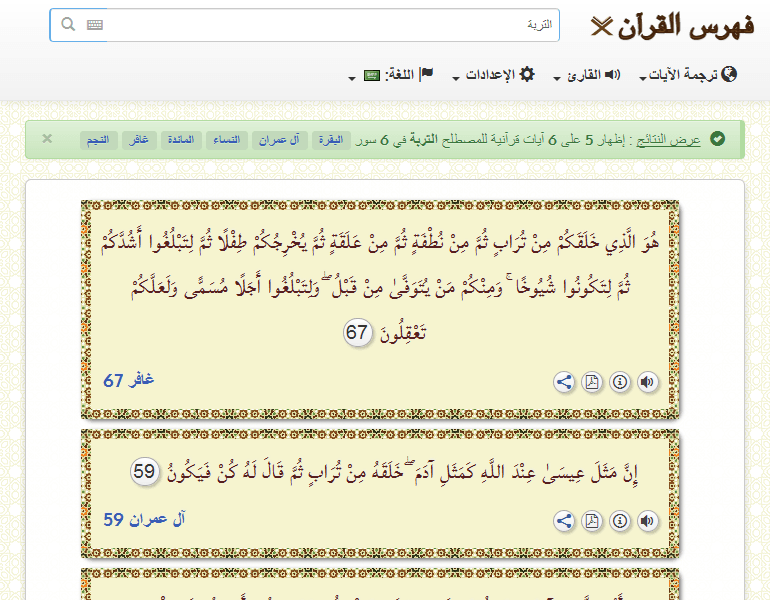 فهرس القرآن
التربة
ترجمة الآيات
القارئ
الإعدادات
اللغة:
عرض النتائج : إظهار 5 على 6 آيات قرآنية للمصطلح التربة في 6 سور البقرة آل عمران النساء المائدة غافر النجم
هُوَ الَّذِي خَلَقَكُمْ مِنْ تُرَابٍ ثُمَّ مِنْ نُطْفَةٍ ثُمَّ مِنْ عَلَقَةٍ ثُمَّ يُخْرِجُكُمْ طِفْلًا ثُمَّ لِتَبْلُغُوا أَشُدَّكُمْ
ثُمَّ لِتَكُونُوا شُيُوخًا ۚ وَمِنْكُمْ مَنْ يُتَوَفَّىٰ مِنْ قَبْلُ ۖ وَلِتَبْلُغُوا أَجَلًا مُسَمًّى وَلَعَلَّكُمْ
تَعْقِلُونَ 67
غافر 67
إِنَّ مَثَلَ عِيسَىٰ عِنْدَ اللَّهِ كَمَثَلِ آدَمَ ۖ خَلَقَهُ مِنْ تُرَابٍ ثُمَّ قَالَ لَهُ كُنْ فَيَكُونُ 59
آل عمران 59